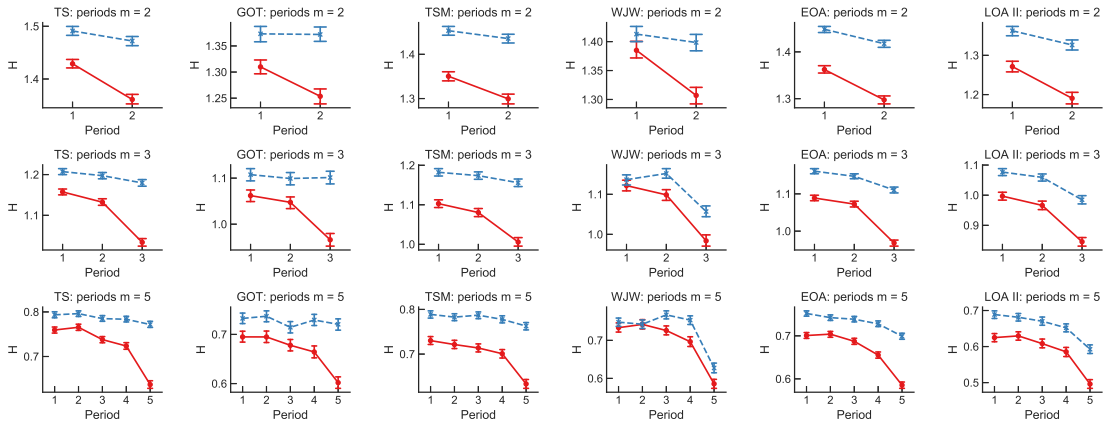 TS: periods m = 2
H
1.5
1.4
1 2
Period
GOT: periods m = 2
H
1.35
1.30
1.25
1 2
Period
TSM: periods m = 2
H
1.4
1.3
1 2
Period
WJW: periods m = 2
H
1.40
1.35
1.30
1 2
Period
EOA: periods m = 2
H
1.4
1.3
1 2
Period
LOA II: periods m = 2
H
1.3
1.2
1 2
Period
TS: periods m = 3
H
1.2
1.1
1 2 3
Period
GOT: periods m = 3
H
1.1
1.0
1 2 3
Period
TSM: periods m = 3
H
1.2
1.1
1.0
1 2 3
Period
WJW: periods m = 3
H
1.1
1.0
1 2 3
Period
EOA: periods m = 3
H
1.1
1.0
1 2 3
Period
LOA II: periods m = 3
H
1.1
1.0
0.9
1 2 3
Period
TS: periods m = 5
H
0.8
0.7
1 2 3 4 5
Period
GOT: periods m = 5
H
0.7
0.6
1 2 3 4 5
Period
TSM: periods m = 5
H
0.8
0.7
1 2 3 4 5
Period
WJW: periods m = 5
H
0.7
0.6
1 2 3 4 5
Period
EOA: periods m = 5
H
0.7
0.6
1 2 3 4 5
Period
LOA II: periods m = 5
H
0.7
0.6
0.5
1 2 3 4 5
Period